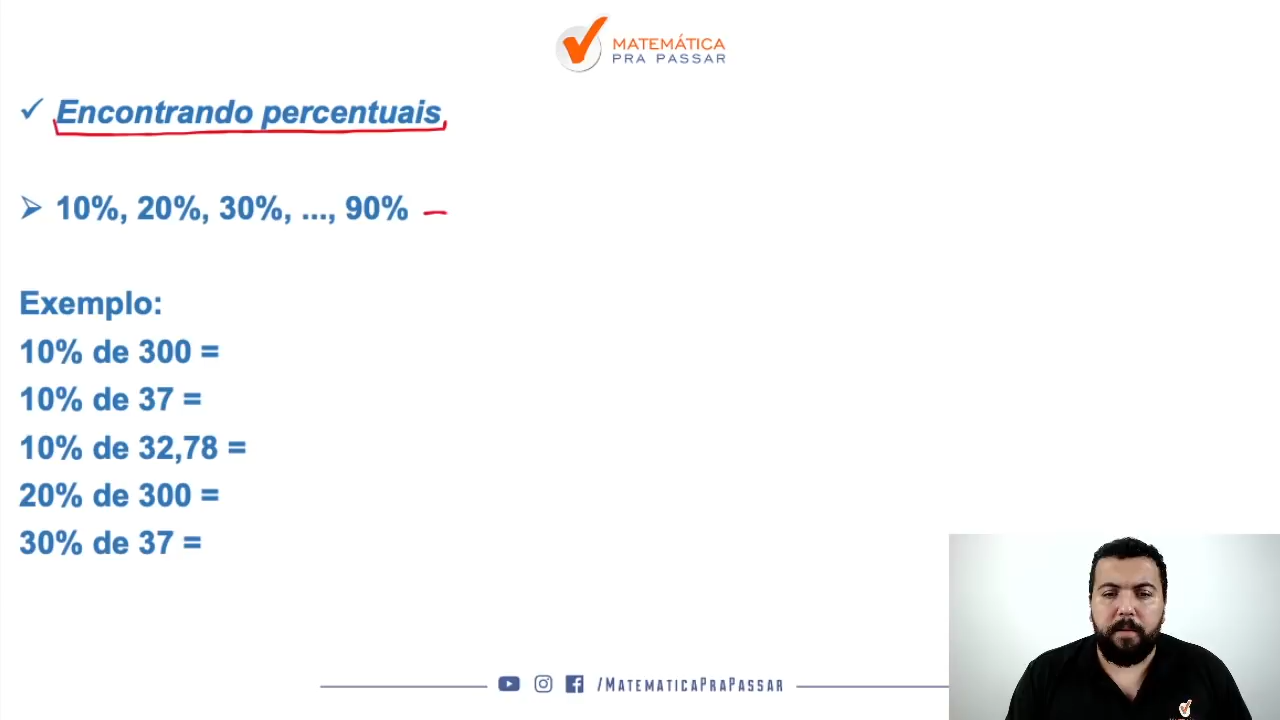 MATEMÁTICA
PRA PASSAR
Encontrando percentuais
10%, 20%, 30%, ..., 90%
Exemplo:
10% de 300 =
10% de 37 =
10% de 32,78 =
20% de 300 =
30% de 37 =
/MATEMATICAPRAPASSAR